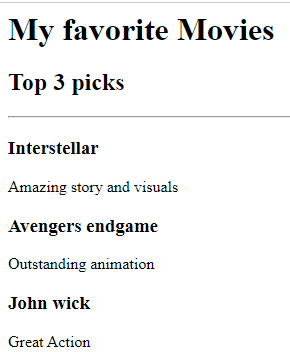 My favorite Movies
Top 3 picks
Interstellar
Amazing story and visuals
Avengers endgame
Outstanding animation
John wick
Great Action